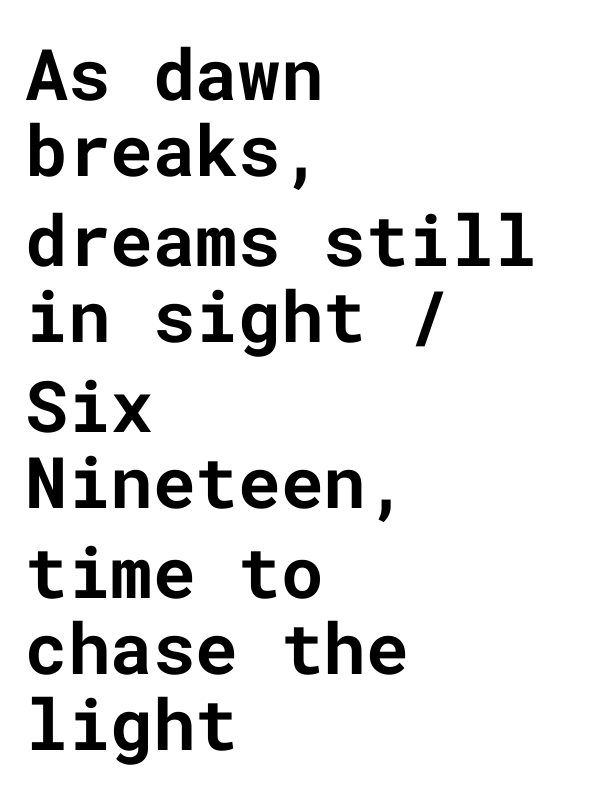 As dawn
breaks,
dreams still
in sight /
Six
Nineteen,
time to
chase the
light